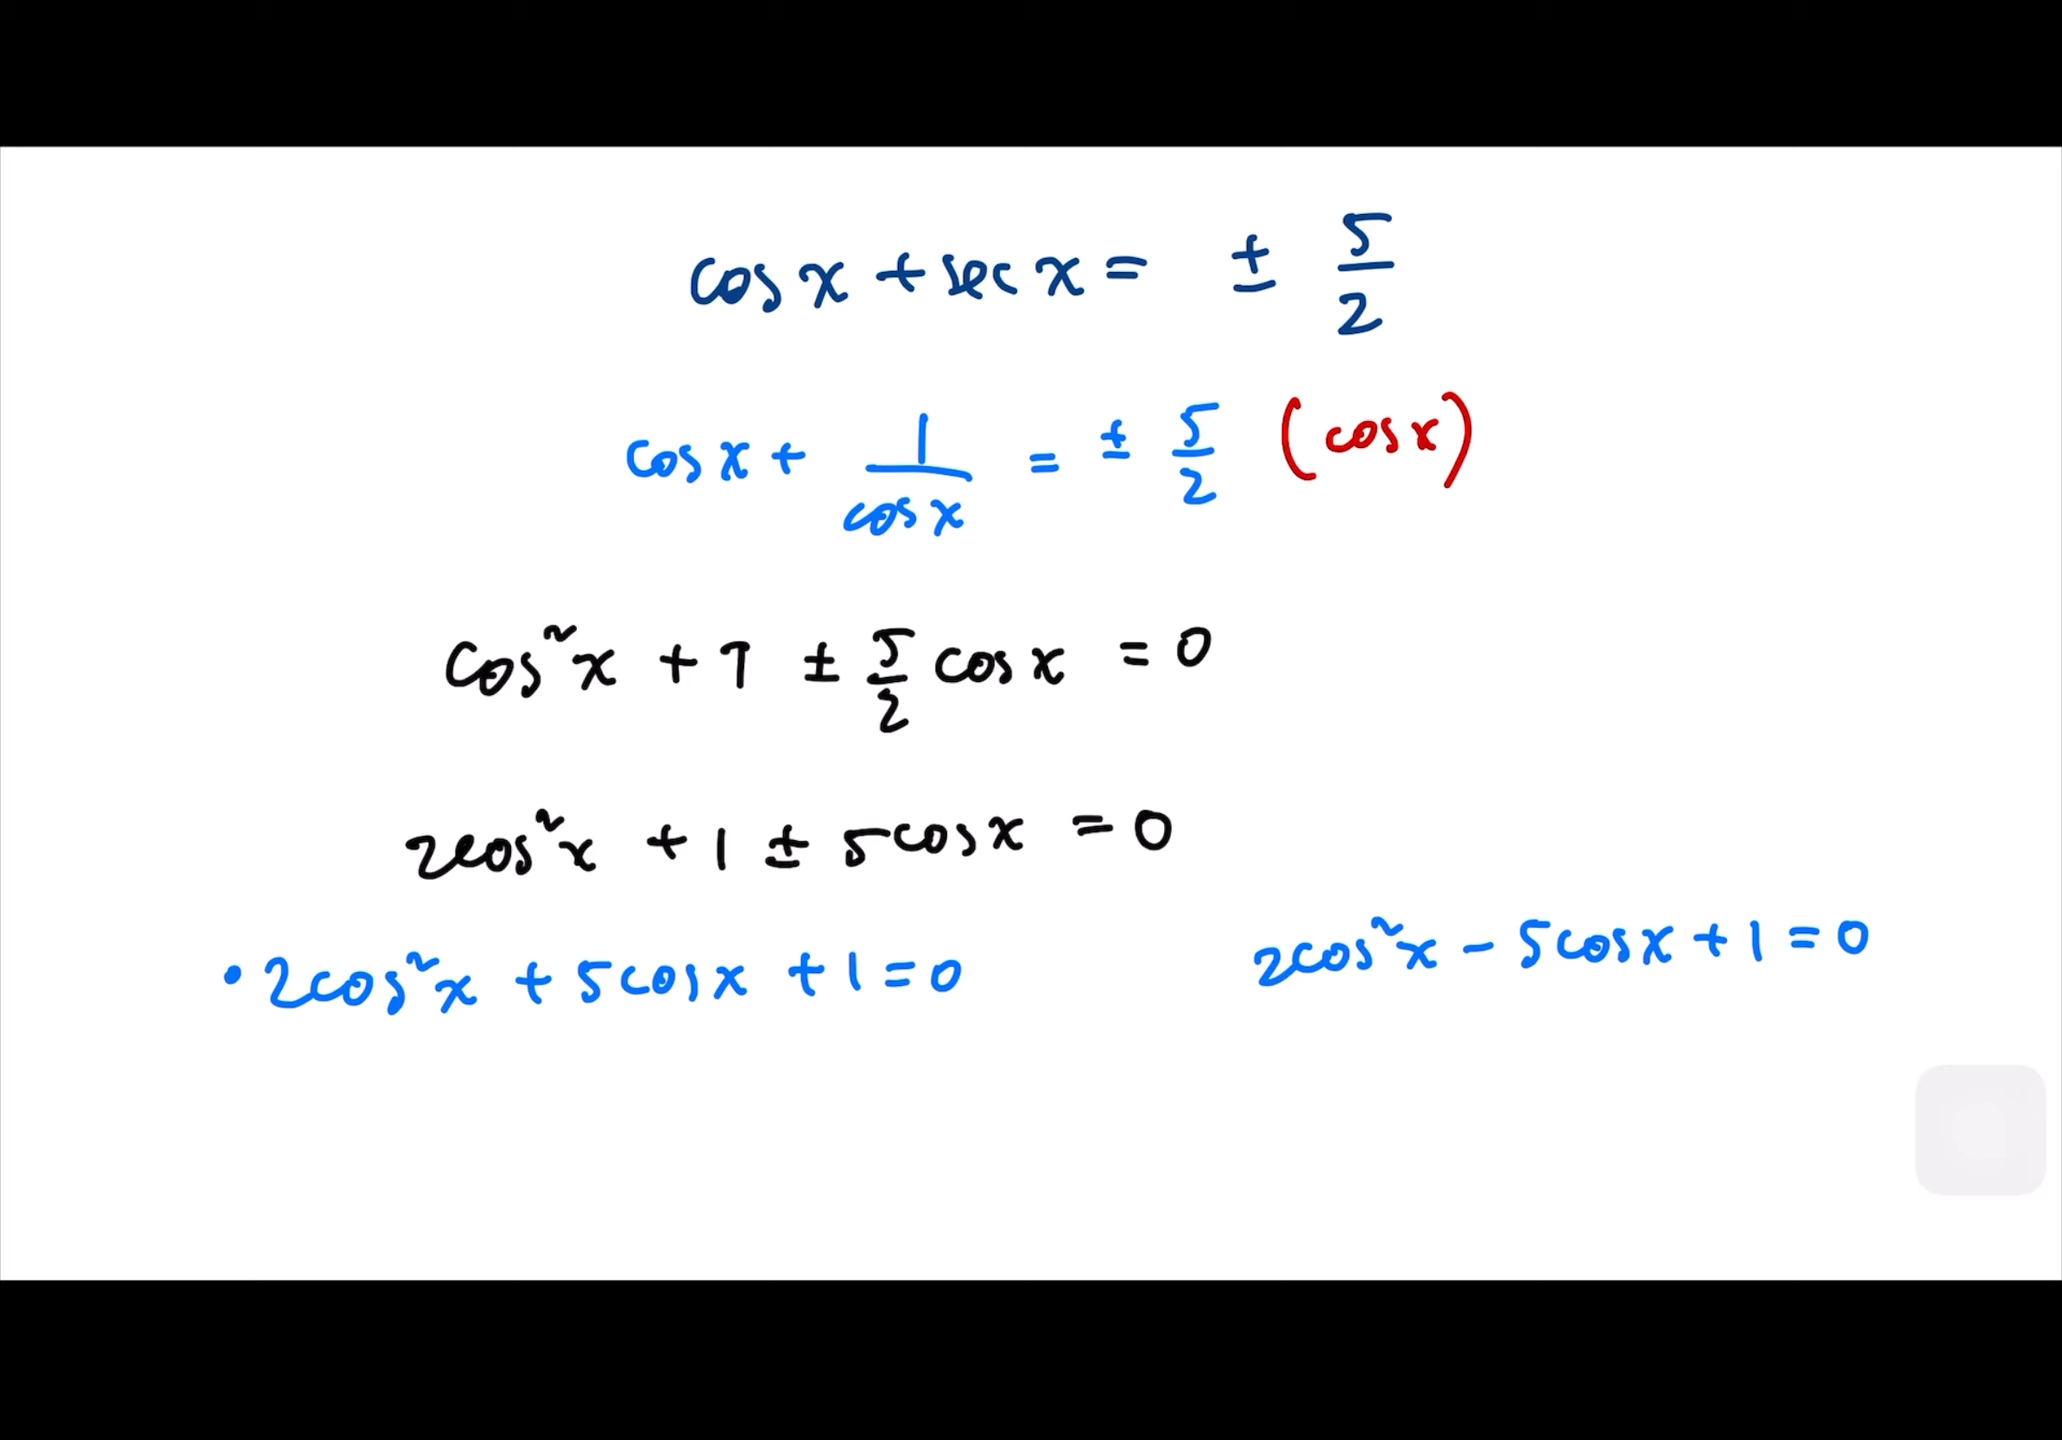 cos x + sec x = ± 5/2
cos x + 1/cos x = ± 5/2 (cos x)
cos²x + 1 ± 5/2 cos x = 0
2cos²x + 1 ± 5cos x = 0
• 2cos²x + 5cos x + 1 = 0
2cos²x - 5cos x + 1 = 0